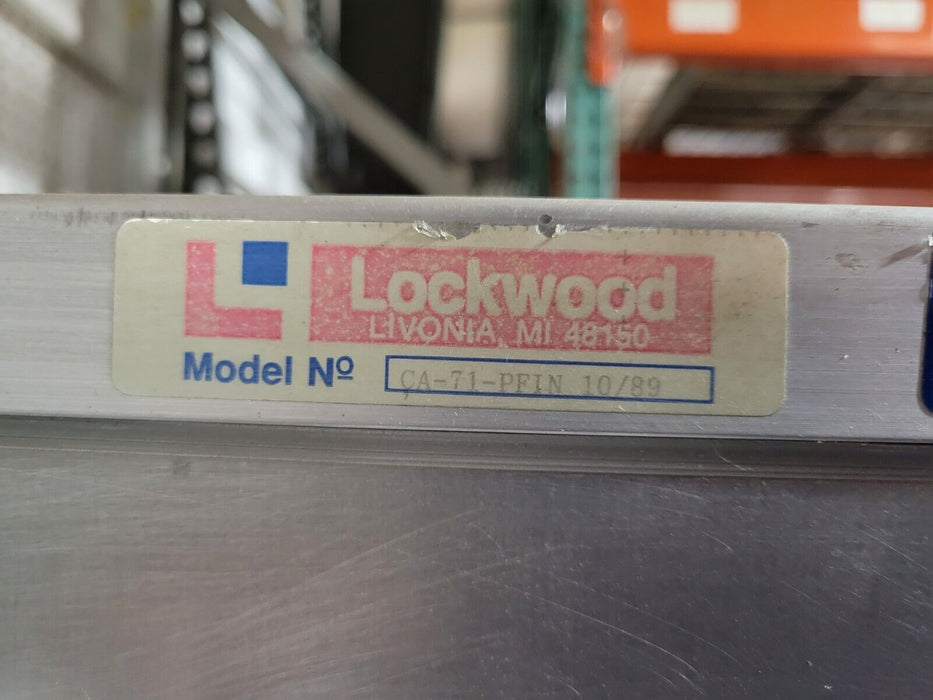 Lockwood
LIVONIA, MI 48150
Model Nº
CA-71-PFIN 10/89